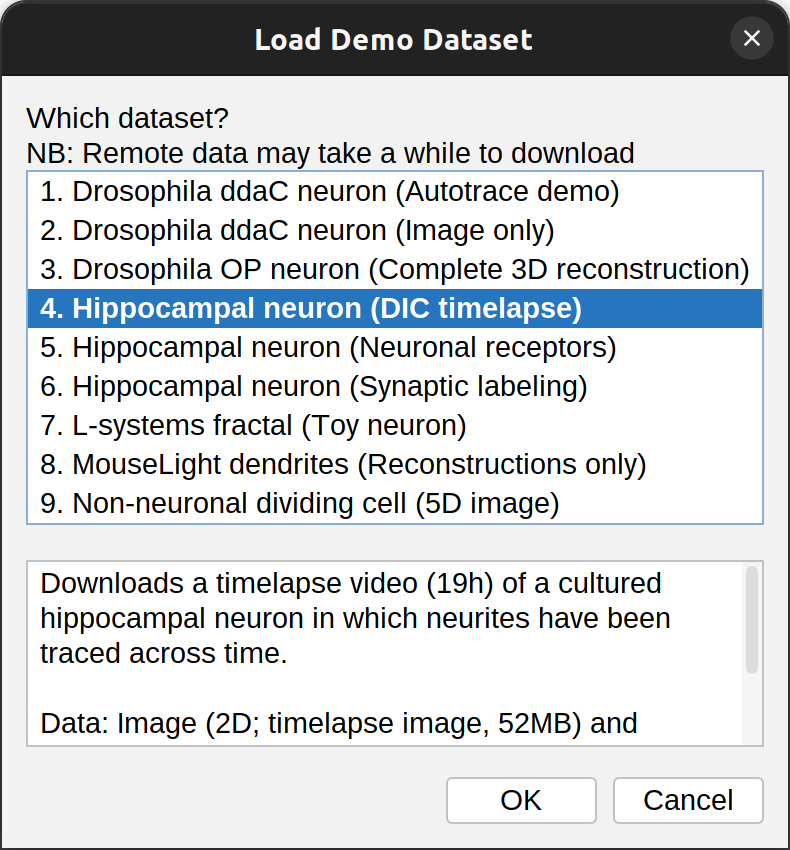 Load Demo Dataset
Which dataset?
NB: Remote data may take a while to download
1. Drosophila ddaC neuron (Autotrace demo)
2. Drosophila ddaC neuron (Image only)
3. Drosophila OP neuron (Complete 3D reconstruction)
4. Hippocampal neuron (DIC timelapse)
5. Hippocampal neuron (Neuronal receptors)
6. Hippocampal neuron (Synaptic labeling)
7. L-systems fractal (Toy neuron)
8. MouseLight dendrites (Reconstructions only)
9. Non-neuronal dividing cell (5D image)
Downloads a timelapse video (19h) of a cultured
hippocampal neuron in which neurites have been
traced across time.
Data: Image (2D; timelapse image, 52MB) and
OK Cancel